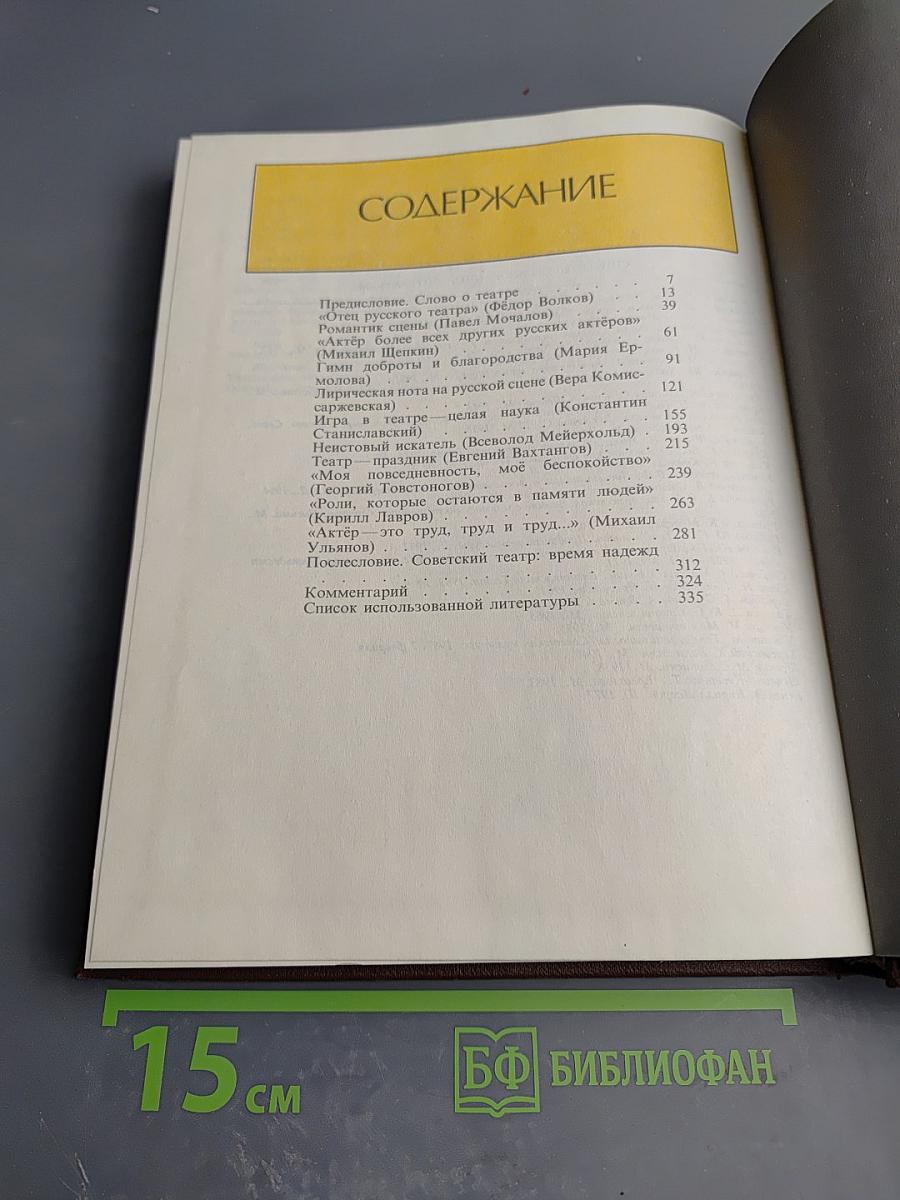 СОДЕРЖАНИЕ
Предисловие. Слово о театре . . . . . . 7
«Отец русского театра» (Фёдор Волков) . . 13
Романтик сцены (Павел Мочалов) . . . . . 39
«Актёр более всех других русских актёров»
(Михаил Щепкин) . . . . . . . . . . 61
Гимн доброты и благородства (Мария Ер-
молова) . . . . . . . . . . . . . 91
Лирическая нота на русской сцене (Вера Комис-
саржевская) . . . . . . . . . . . . 121
Игра в театре — целая наука (Константин
Станиславский) . . . . . . . . . . 155
Неистовый искатель (Всеволод Мейерхольд) . 193
Театр — праздник (Евгений Вахтангов) . . . 215
«Моя повседневность, моё беспокойство»
(Георгий Товстоногов) . . . . . . . . 239
«Роли, которые остаются в памяти людей»
(Кирилл Лавров) . . . . . . . . . . 263
«Актёр — это труд, труд и труд...» (Михаил
Ульянов) . . . . . . . . . . . . . 281
Послесловие. Советский театр: время надежд
. . . . . . . . . . . . . . . . 312
Комментарий . . . . . . . . . . . 324
Список использованной литературы . . . . 335
15 см
БФ БИБЛИОФАН